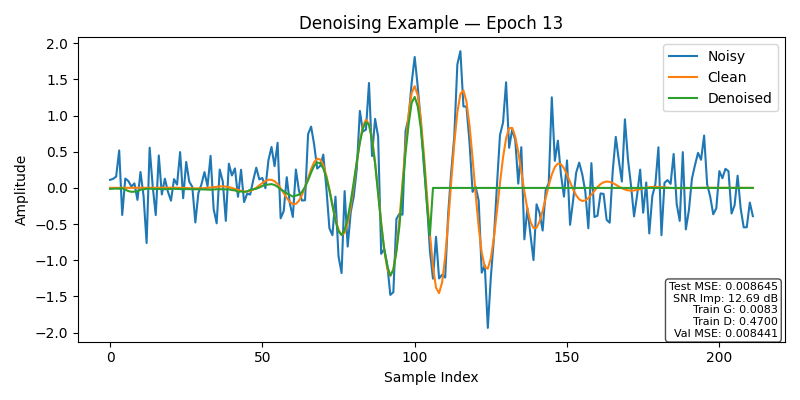 Denoising Example — Epoch 13
Amplitude
2.0
1.5
1.0
0.5
0.0
−0.5
−1.0
−1.5
−2.0
Noisy
Clean
Denoised
Test MSE: 0.008645
SNR Imp: 12.69 dB
Train G: 0.0083
Train D: 0.4700
Val MSE: 0.008441
0
50
100
150
200
Sample Index